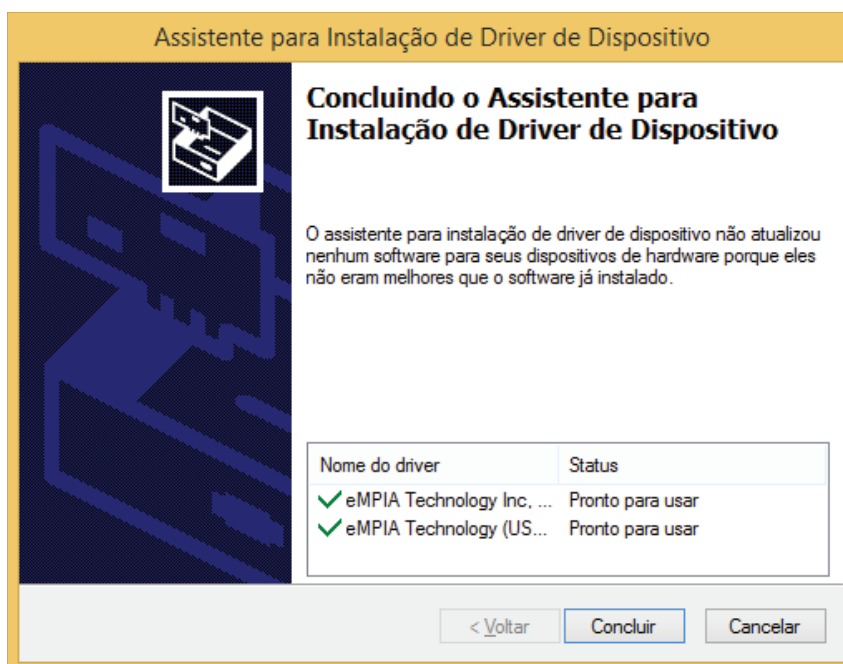 Assistente para Instalação de Driver de Dispositivo
Concluindo o Assistente para
Instalação de Driver de Dispositivo
O assistente para instalação de driver de dispositivo não atualizou
nenhum software para seus dispositivos de hardware porque eles
não eram melhores que o software já instalado.
Nome do driver Status
eMPIA Technology Inc, ... Pronto para usar
eMPIA Technology (US... Pronto para usar
< Voltar Concluir Cancelar